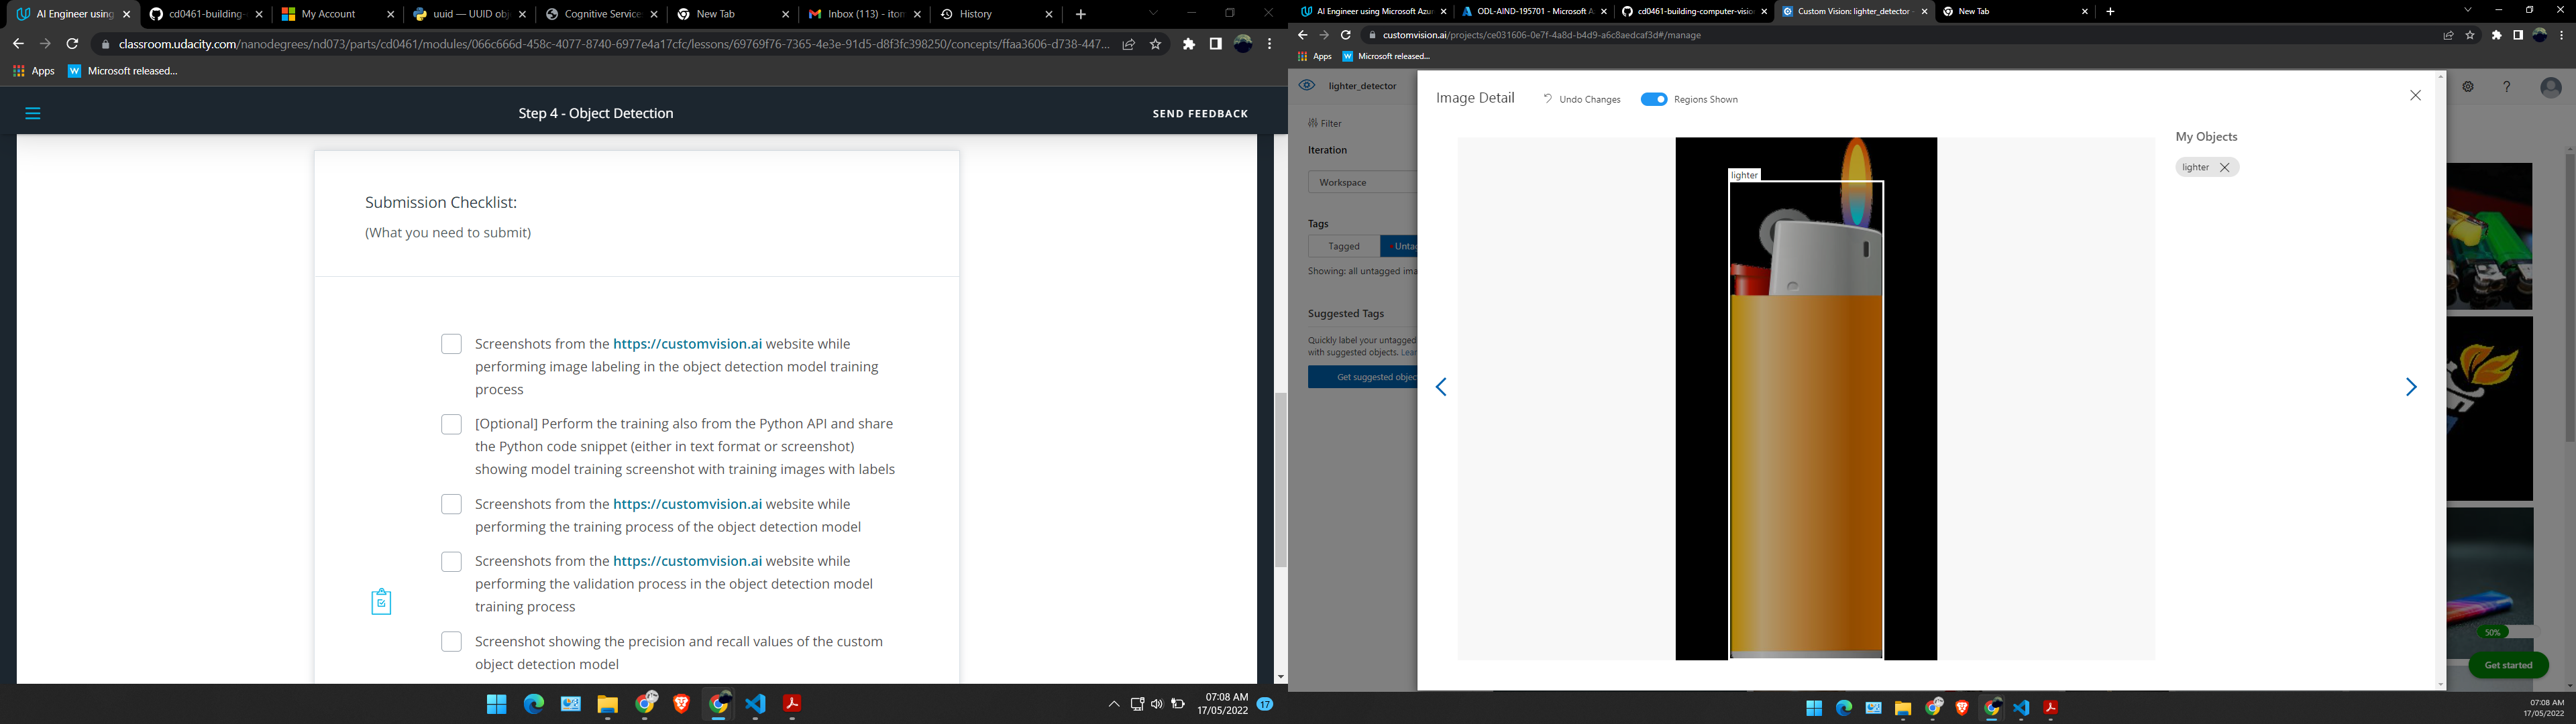 AI Engineer using
cd0461-building-
My Account
uuid — UUID obj
Cognitive Service
New Tab
Inbox (113) - iton
History
classroom.udacity.com/nanodegrees/nd073/parts/cd0461/modules/066c666d-458c-4077-8740-6977e4a17cfc/lessons/69769f76-7365-4e3e-91d5-d8f3fc398250/concepts/ffaa3606-d738-447...
Apps
Microsoft released...
Step 4 - Object Detection
SEND FEEDBACK
Submission Checklist:
(What you need to submit)
Screenshots from the https://customvision.ai website while
performing image labeling in the object detection model training
process
[Optional] Perform the training also from the Python API and share
the Python code snippet (either in text format or screenshot)
showing model training screenshot with training images with labels
Screenshots from the https://customvision.ai website while
performing the training process of the object detection model
Screenshots from the https://customvision.ai website while
performing the validation process in the object detection model
training process
Screenshot showing the precision and recall values of the custom
object detection model
07:08 AM
17/05/2022
17
AI Engineer using Microsoft Azur
ODL-AIND-195701 - Microsoft A
cd0461-building-computer-visio
Custom Vision: lighter_detector -
New Tab
customvision.ai/projects/ce031606-0e7f-4a8d-b4d9-a6c8aedcaf3d#/manage
Apps
Microsoft released...
lighter_detector
Image Detail
Undo Changes
Regions Shown
Filter
Iteration
Workspace
Tags
Tagged
Untag
Showing: all untagged ima
Suggested Tags
Quickly label your untagged
with suggested objects. Lear
Get suggested objec
lighter
My Objects
lighter
50%
Get started
07:08 AM
17/05/2022